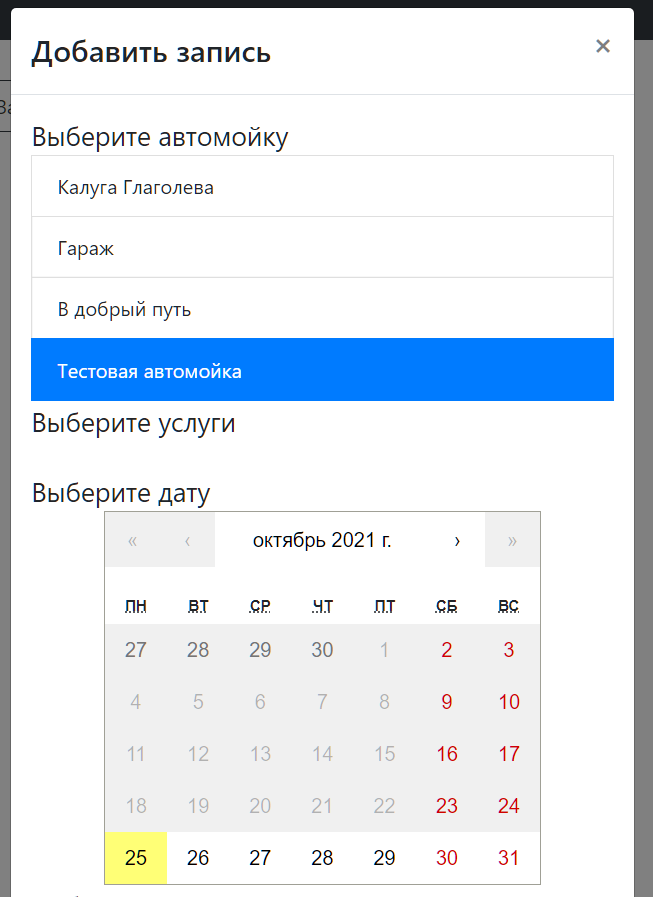 Добавить запись ×
Выберите автомойку
Калуга Глаголева
Гараж
В добрый путь
Тестовая автомойка
Выберите услуги
Выберите дату
« ‹ октябрь 2021 г. › »
ПН ВТ СР ЧТ ПТ СБ ВС
27 28 29 30 1 2 3
4 5 6 7 8 9 10
11 12 13 14 15 16 17
18 19 20 21 22 23 24
25 26 27 28 29 30 31